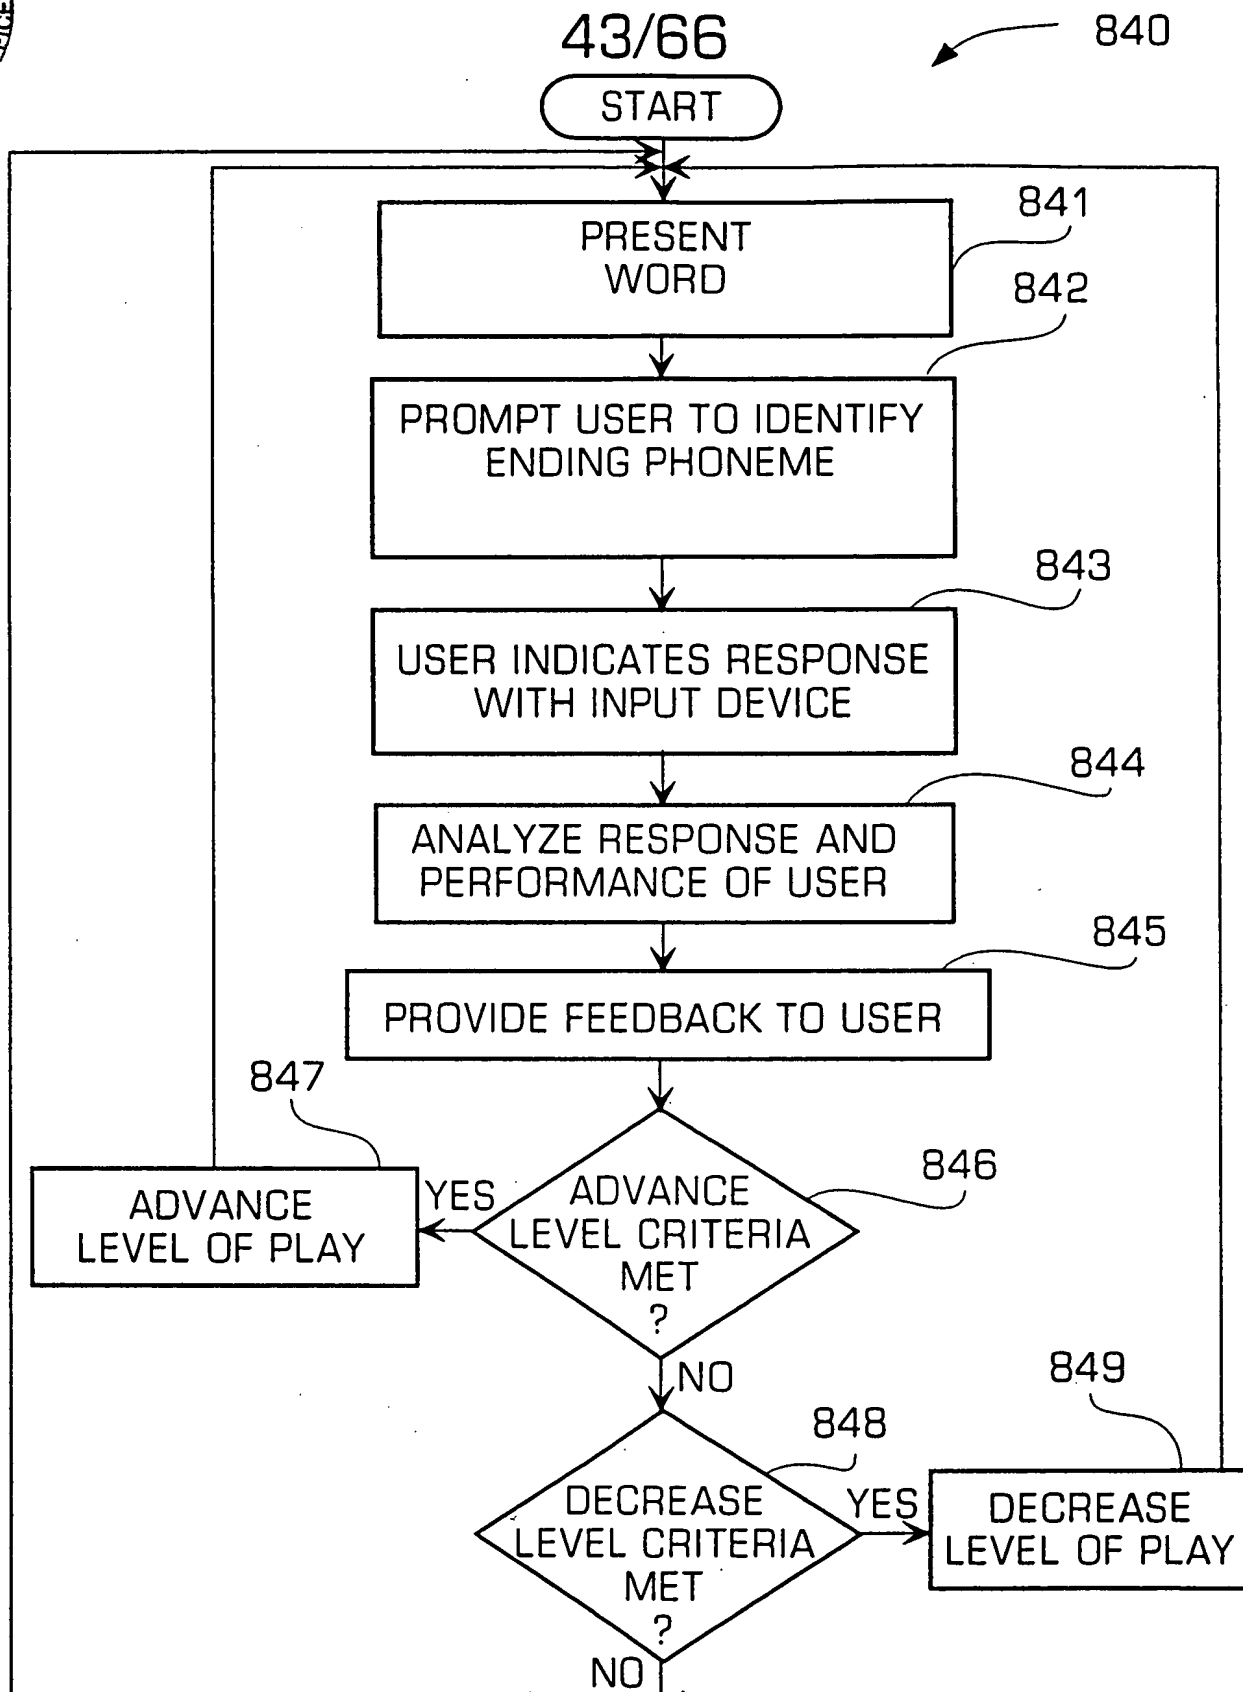 43/66
840
START
841
PRESENT
WORD
842
PROMPT USER TO IDENTIFY
ENDING PHONEME
843
USER INDICATES RESPONSE
WITH INPUT DEVICE
844
ANALYZE RESPONSE AND
PERFORMANCE OF USER
845
PROVIDE FEEDBACK TO USER
847
846
ADVANCE
LEVEL OF PLAY
YES
ADVANCE
LEVEL CRITERIA
MET
?
NO
849
848
DECREASE
LEVEL CRITERIA
MET
?
YES
DECREASE
LEVEL OF PLAY
NO